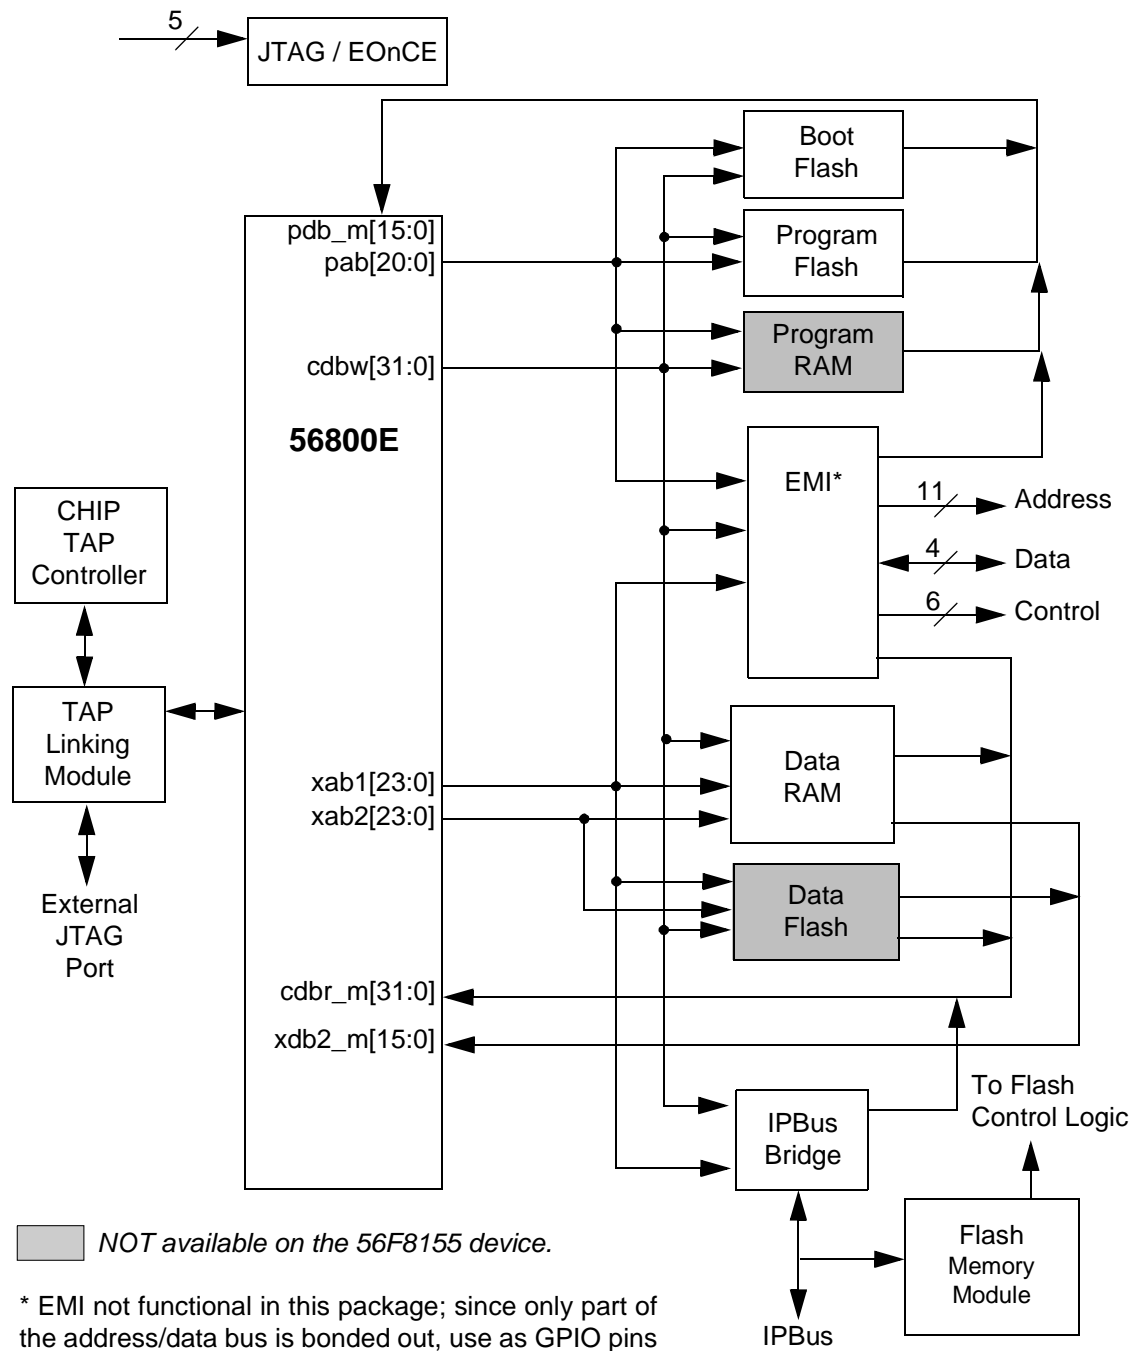 5
JTAG / EOnCE
Boot
Flash
pdb_m[15:0]
pab[20:0]
Program
Flash
cdbw[31:0]
Program
RAM
56800E
EMI*
11
Address
4
Data
6
Control
CHIP
TAP
Controller
TAP
Linking
Module
External
JTAG
Port
xab1[23:0]
xab2[23:0]
Data
RAM
Data
Flash
cdbr_m[31:0]
xdb2_m[15:0]
To Flash
Control Logic
IPBus
Bridge
Flash
Memory
Module
IPBus
NOT available on the 56F8155 device.
* EMI not functional in this package; since only part of
the address/data bus is bonded out, use as GPIO pins